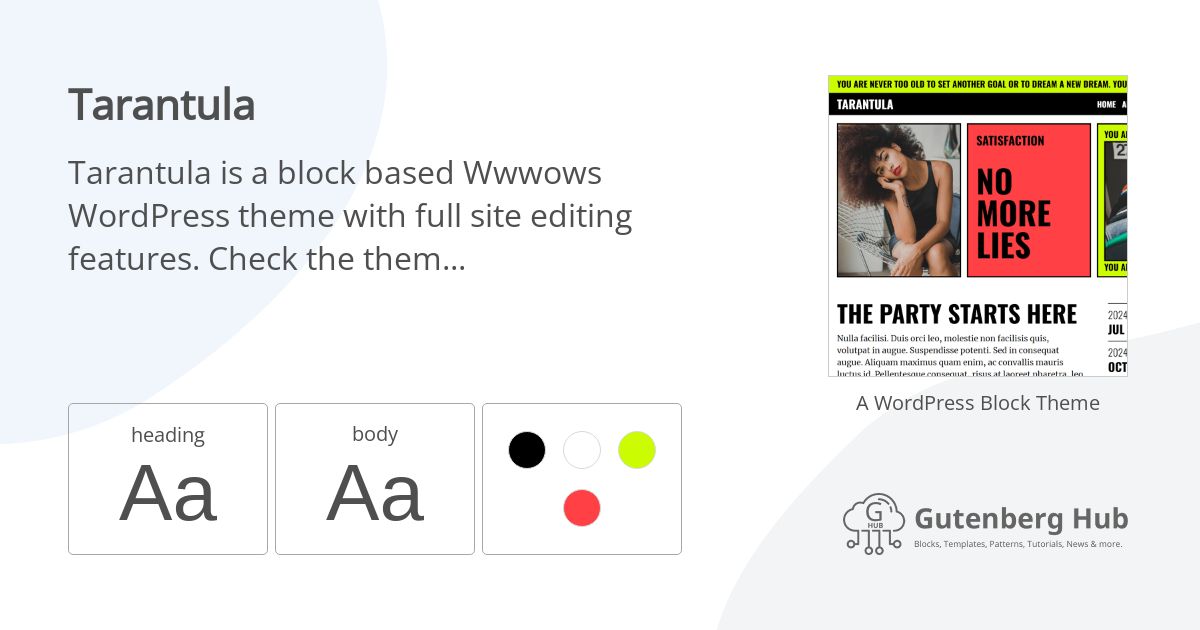 Tarantula
Tarantula is a block based Wwwows
WordPress theme with full site editing
features. Check the them...
heading
Aa
body
Aa
YOU ARE NEVER TOO OLD TO SET ANOTHER GOAL OR TO DREAM A NEW DREAM. YOU
TARANTULA
HOME A
SATISFACTION
NO
MORE
LIES
YOU A
2
YOU A
THE PARTY STARTS HERE
Nulla facilisi. Duis orci leo, molestie non facilisis quis,
volutpat in augue. Suspendisse potenti. Sed in consequat
augue. Aliquam maximus quam enim, ac convallis mauris
luctus id. Pellentesque consequat, risus at laoreet pharetra, leo
2024
JUL
2024
OCT
A WordPress Block Theme
G
HUB
Gutenberg Hub
Blocks, Templates, Patterns, Tutorials, News & more.